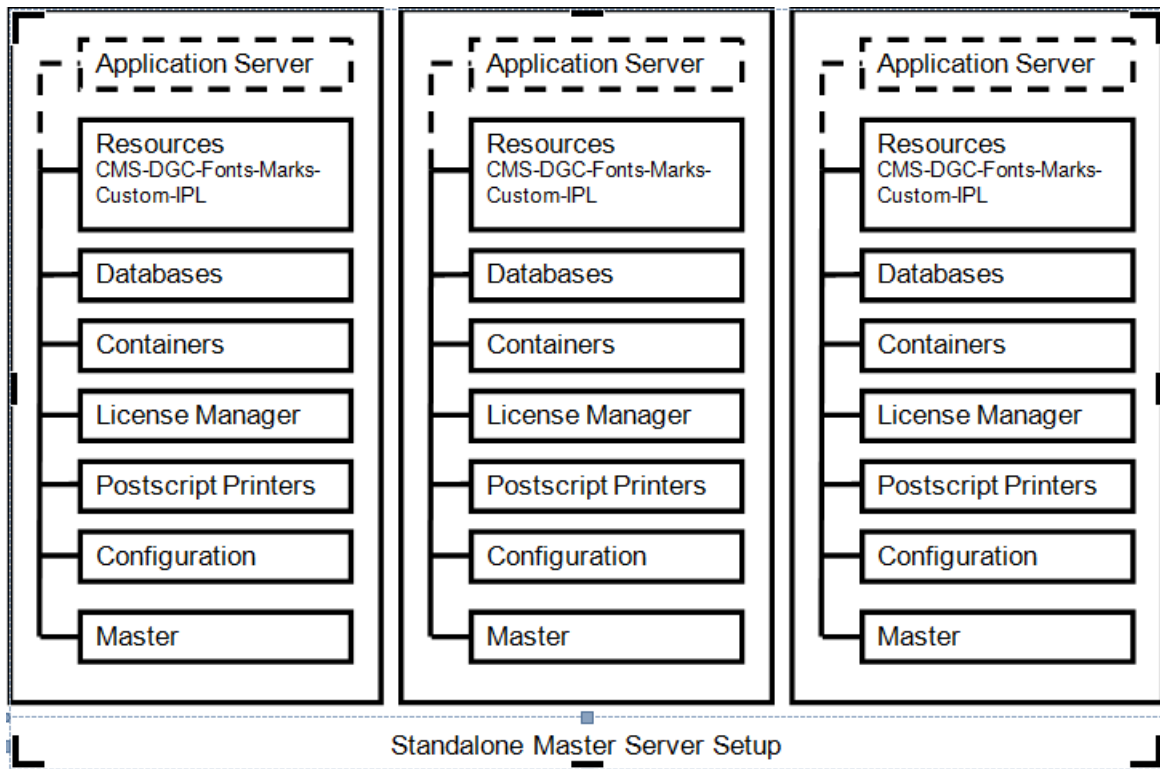 Application Server
Resources
CMS-DGC-Fonts-Marks-
Custom-IPL
Databases
Containers
License Manager
Postscript Printers
Configuration
Master
Application Server
Resources
CMS-DGC-Fonts-Marks-
Custom-IPL
Databases
Containers
License Manager
Postscript Printers
Configuration
Master
Application Server
Resources
CMS-DGC-Fonts-Marks-
Custom-IPL
Databases
Containers
License Manager
Postscript Printers
Configuration
Master
Standalone Master Server Setup